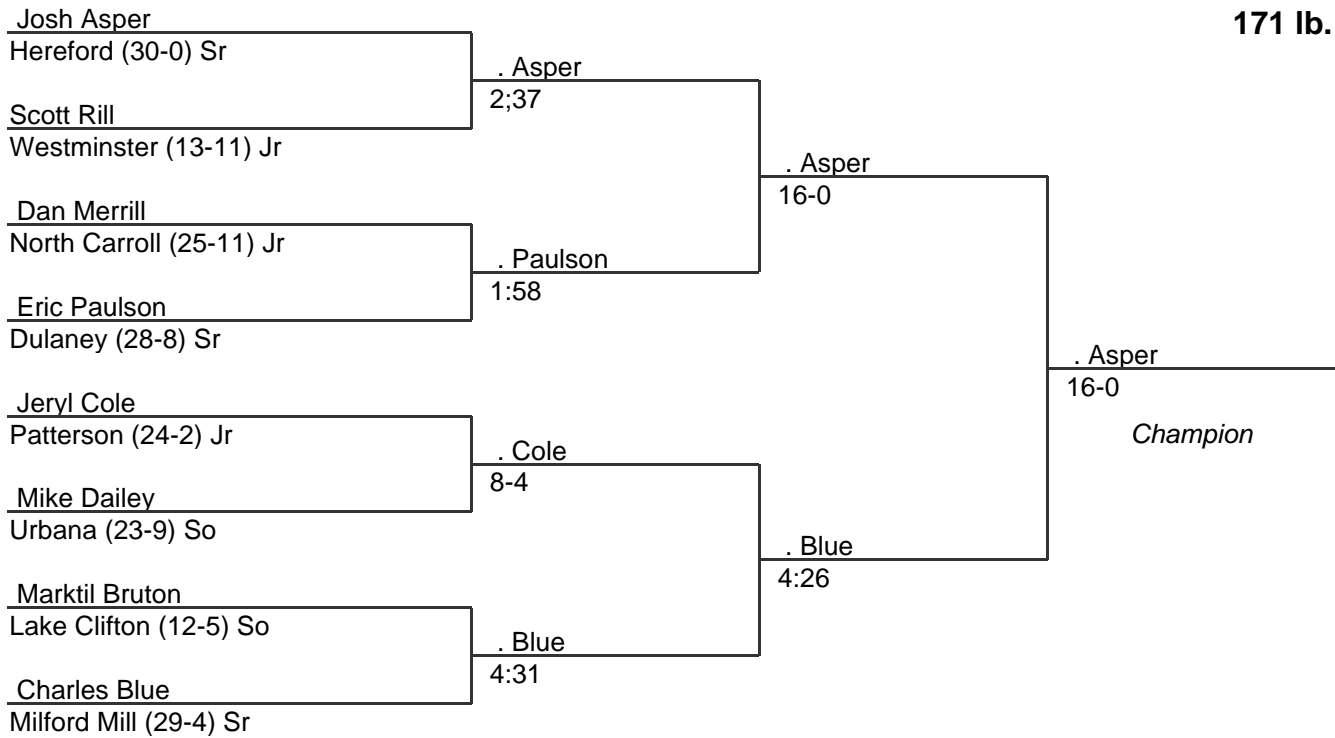 Josh Asper
171 lb.
Hereford (30-0) Sr
. Asper
2;37
Scott Rill
Westminster (13-11) Jr
. Asper
16-0
Dan Merrill
North Carroll (25-11) Jr
. Paulson
1:58
Eric Paulson
Dulaney (28-8) Sr
. Asper
16-0
Champion
Jeryl Cole
Patterson (24-2) Jr
. Cole
8-4
Mike Dailey
Urbana (23-9) So
. Blue
4:26
Marktil Bruton
Lake Clifton (12-5) So
. Blue
4:31
Charles Blue
Milford Mill (29-4) Sr